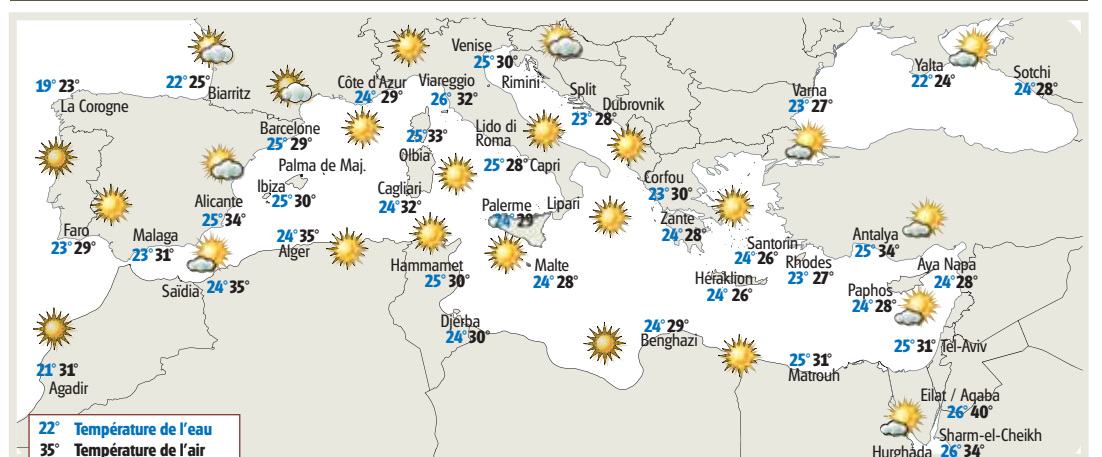 19° 23°
La Corogne
22° 25°
Biarritz
Côte d'Azur
24° 29°
Viareggio
26° 32°
Venise
25° 30°
Rimini
Split
23° 28°
Dubrovnik
Varna
23° 27°
Yalta
22° 24°
Sotchi
24° 28°
Barcelone
25° 29°
Palma de Maj.
Ibiza
25° 30°
25° 33°
Olbia
Lido di
Roma
25° 28°
Capri
Cagliari
24° 32°
Palerme
24° 29°
Lipari
Corfou
23° 30°
Zante
24° 28°
Alicante
25° 34°
Faro
23° 29°
Malaga
23° 31°
24° 35°
Alger
Saïdia
24° 35°
Hammamet
25° 30°
Malte
24° 28°
Santorin
24° 26°
Héraklion
24° 26°
Rhodes
23° 27°
Antalya
25° 34°
Aya Napa
24° 28°
Paphos
24° 28°
Djerba
24° 30°
24° 29°
Benghazi
25° 31°
Matrouh
25° 31°
Tel-Aviv
21° 31°
Agadir
Eilat / Aqaba
26° 40°
Sharm-el-Cheikh
Hurghada
26° 34°
22° Température de l'eau
35° Température de l'air